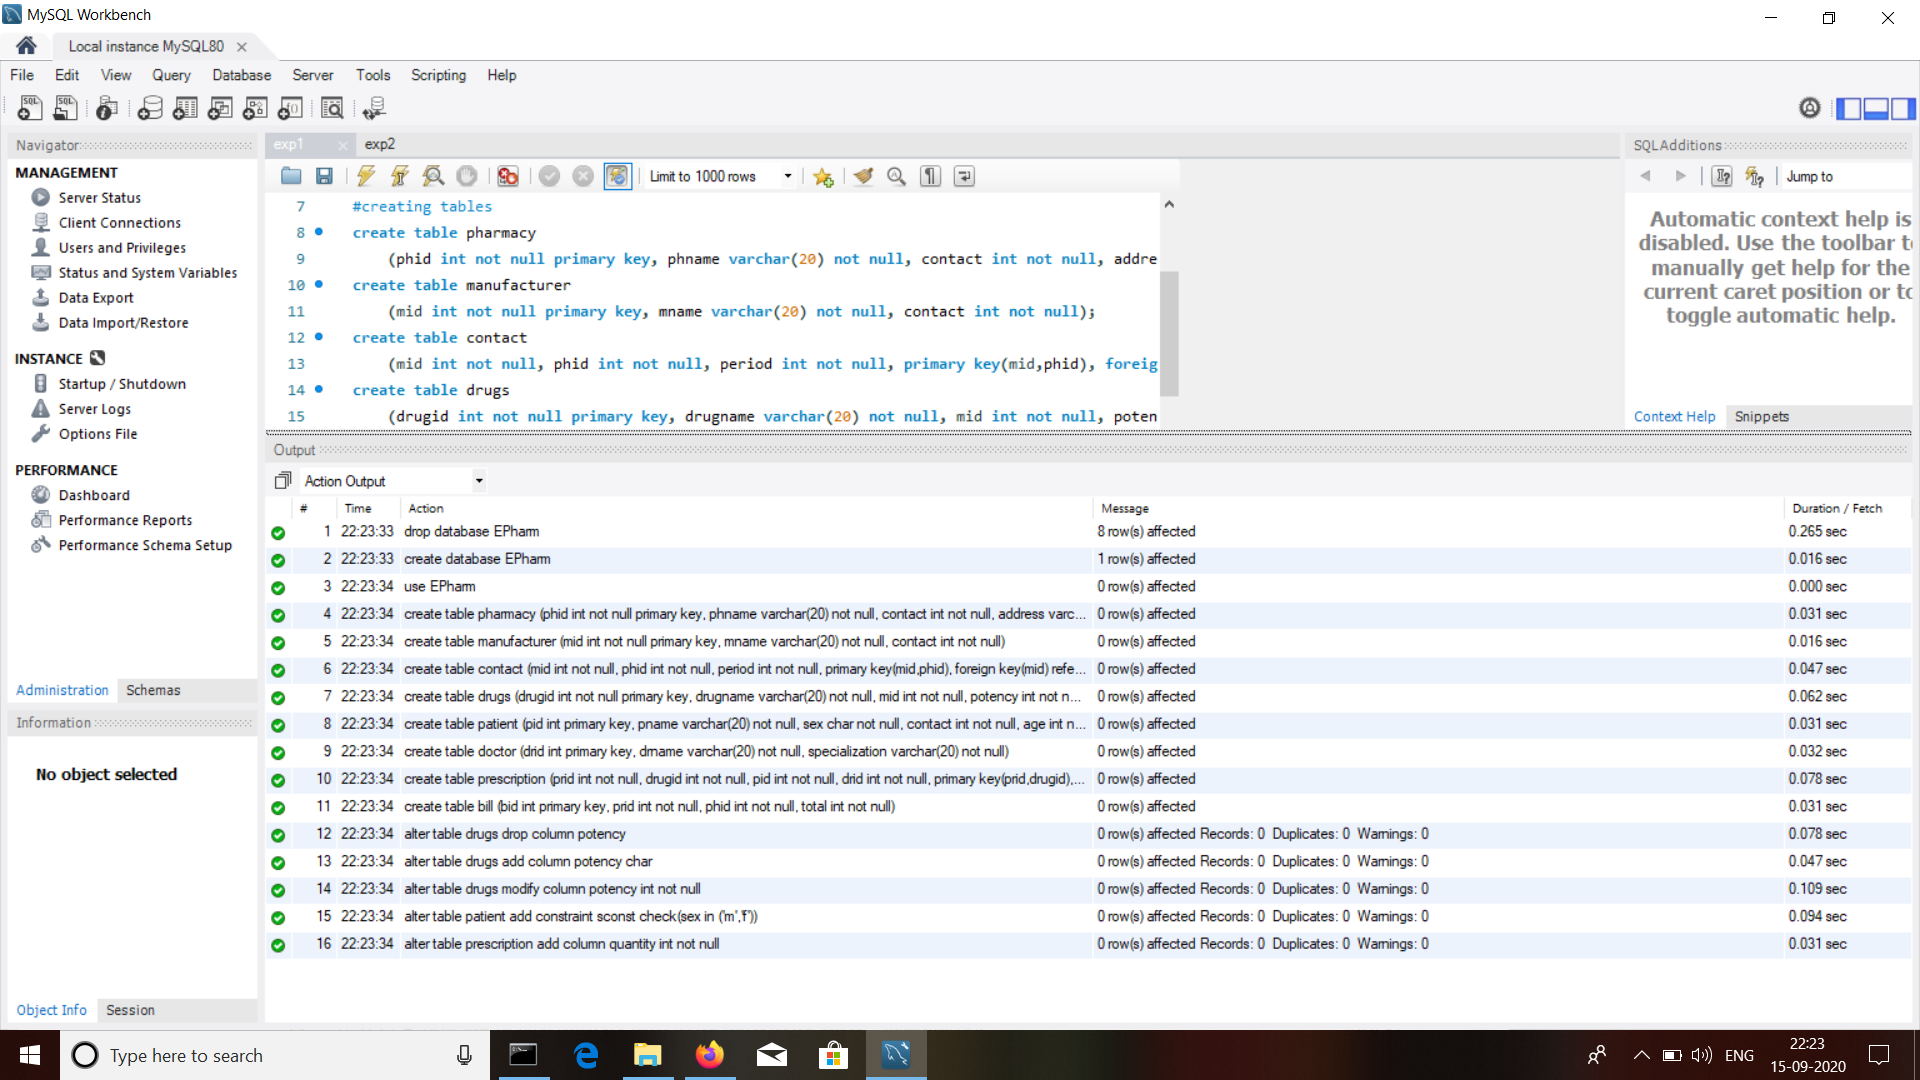 MySQL Workbench
Local instance MySQL80
File Edit View Query Database Server Tools Scripting Help
Navigator
MANAGEMENT
Server Status
Client Connections
Users and Privileges
Status and System Variables
Data Export
Data Import/Restore
INSTANCE
Startup / Shutdown
Server Logs
Options File
PERFORMANCE
Dashboard
Performance Reports
Performance Schema Setup
Administration Schemas
Information
No object selected
Object Info Session
exp1 exp2
Limit to 1000 rows
7 #creating tables
8 create table pharmacy
9 (phid int not null primary key, phname varchar(20) not null, contact int not null, addre
10 create table manufacturer
11 (mid int not null primary key, mname varchar(20) not null, contact int not null);
12 create table contact
13 (mid int not null, phid int not null, period int not null, primary key(mid,phid), foreig
14 create table drugs
15 (drugid int not null primary key, drugname varchar(20) not null, mid int not null, poten
SQLAdditions
Jump to
Automatic context help is
disabled. Use the toolbar t
manually get help for the
current caret position or to
toggle automatic help.
Context Help Snippets
Output
Action Output
# Time Action Message Duration / Fetch
1 22:23:33 drop database EPharm 8 row(s) affected 0.265 sec
2 22:23:33 create database EPharm 1 row(s) affected 0.016 sec
3 22:23:34 use EPharm 0 row(s) affected 0.000 sec
4 22:23:34 create table pharmacy (phid int not null primary key, phname varchar(20) not null, contact int not null, address varc... 0 row(s) affected 0.031 sec
5 22:23:34 create table manufacturer (mid int not null primary key, mname varchar(20) not null, contact int not null) 0 row(s) affected 0.016 sec
6 22:23:34 create table contact (mid int not null, phid int not null, period int not null, primary key(mid,phid), foreign key(mid) refe... 0 row(s) affected 0.047 sec
7 22:23:34 create table drugs (drugid int not null primary key, drugname varchar(20) not null, mid int not null, potency int not n... 0 row(s) affected 0.062 sec
8 22:23:34 create table patient (pid int primary key, pname varchar(20) not null, sex char not null, contact int not null, age int n... 0 row(s) affected 0.031 sec
9 22:23:34 create table doctor (drid int primary key, drname varchar(20) not null, specialization varchar(20) not null) 0 row(s) affected 0.032 sec
10 22:23:34 create table prescription (prid int not null, drugid int not null, pid int not null, drid int not null, primary key(prid,drugid),... 0 row(s) affected 0.078 sec
11 22:23:34 create table bill (bid int primary key, prid int not null, phid int not null, total int not null) 0 row(s) affected 0.031 sec
12 22:23:34 alter table drugs drop column potency 0 row(s) affected Records: 0 Duplicates: 0 Warnings: 0 0.078 sec
13 22:23:34 alter table drugs add column potency char 0 row(s) affected Records: 0 Duplicates: 0 Warnings: 0 0.047 sec
14 22:23:34 alter table drugs modify column potency int not null 0 row(s) affected Records: 0 Duplicates: 0 Warnings: 0 0.109 sec
15 22:23:34 alter table patient add constraint sconst check(sex in ('m','f')) 0 row(s) affected Records: 0 Duplicates: 0 Warnings: 0 0.094 sec
16 22:23:34 alter table prescription add column quantity int not null 0 row(s) affected Records: 0 Duplicates: 0 Warnings: 0 0.031 sec
Type here to search
ENG
22:23
15-09-2020